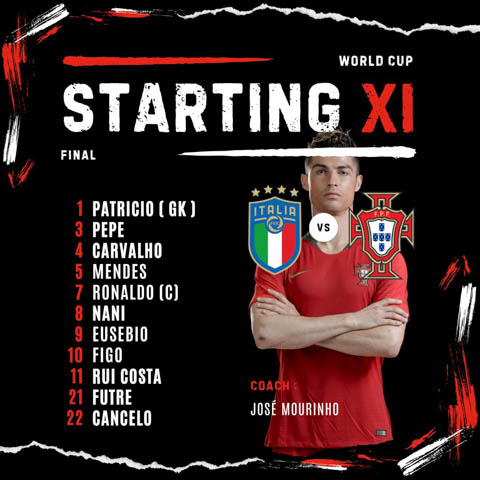 WORLD CUP
STARTING XI
FINAL
1 PATRICIO ( GK )
3 PEPE
4 CARVALHO
5 MENDES
7 RONALDO (C)
8 NANI
9 EUSEBIO
10 FIGO
11 RUI COSTA
21 FUTRE
22 CANCELO
ITALIA
VS
F.P.F.
COACH :
JOSÉ MOURINHO